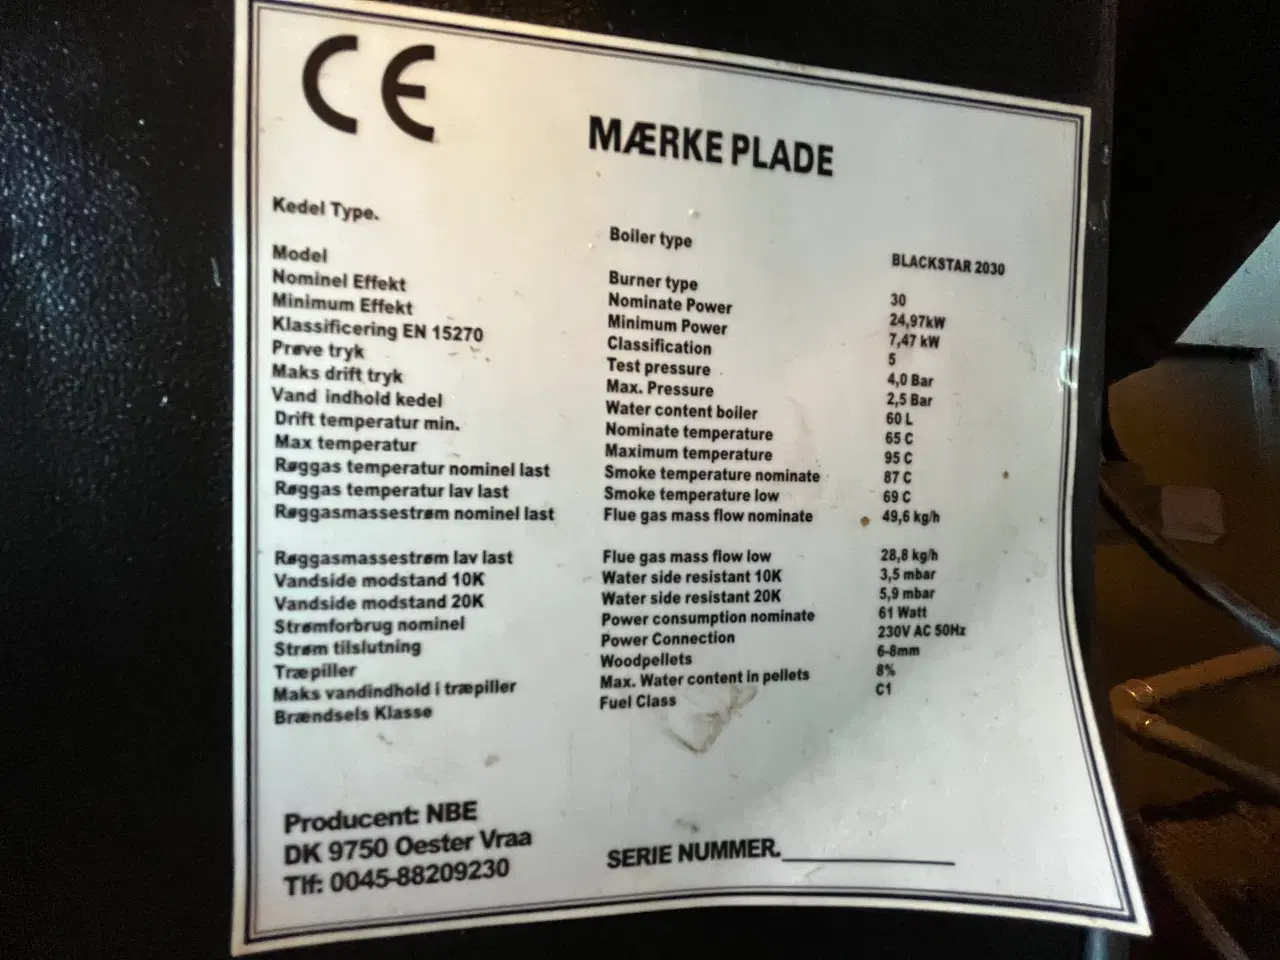 CE
MÆRKE PLADE
Kedel Type. Boiler type BLACKSTAR 2030
Model Burner type 30
Nominel Effekt Nominate Power 24,97kW
Minimum Effekt Minimum Power 7,47 kW
Klassificering EN 15270 Classification 5
Prøve tryk Test pressure 4,0 Bar
Maks drift tryk Max. Pressure 2,5 Bar
Vand indhold kedel Water content boiler 60 L
Drift temperatur min. Nominate temperature 65 C
Max temperatur Maximum temperature 95 C
Røggas temperatur nominel last Smoke temperature nominate 87 C
Røggas temperatur lav last Smoke temperature low 69 C
Røggasmassestrøm nominel last Flue gas mass flow nominate 49,6 kg/h
Røggasmassestrøm lav last Flue gas mass flow low 28,8 kg/h
Vandside modstand 10K Water side resistant 10K 3,5 mbar
Vandside modstand 20K Water side resistant 20K 5,9 mbar
Strømforbrug nominel Power consumption nominate 61 Watt
Strøm tilslutning Power Connection 230V AC 50Hz
Træpiller Woodpellets 6-8mm
Maks vandindhold i træpiller Max. Water content in pellets 8%
Brændsels Klasse Fuel Class C1
Producent: NBE
DK 9750 Oester Vraa
Tlf: 0045-88209230
SERIE NUMMER.